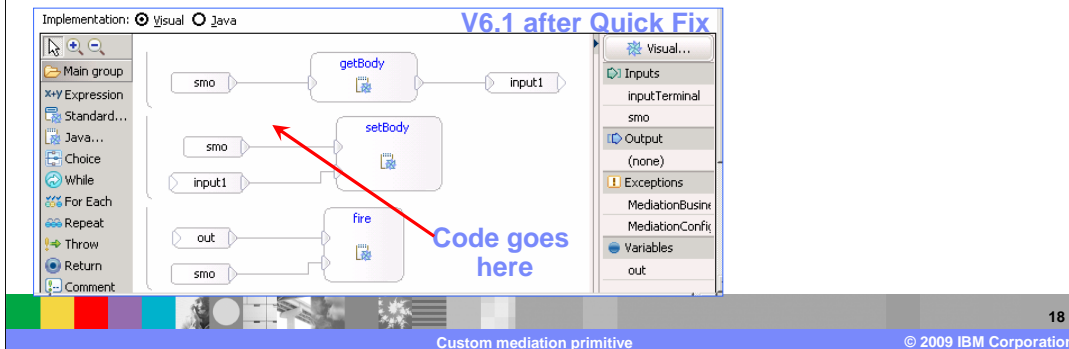 Implementation: Visual Java
V6.1 after Quick Fix
Main group
X+Y Expression
Standard...
Java...
Choice
While
For Each
Repeat
Throw
Return
Comment
smo
getBody
input1
smo
input1
setBody
out
smo
fire
Code goes
here
Visual...
Inputs
inputTerminal
smo
Output
(none)
Exceptions
MediationBusine
MediationConfi
Variables
out
18
Custom mediation primitive
© 2009 IBM Corporation